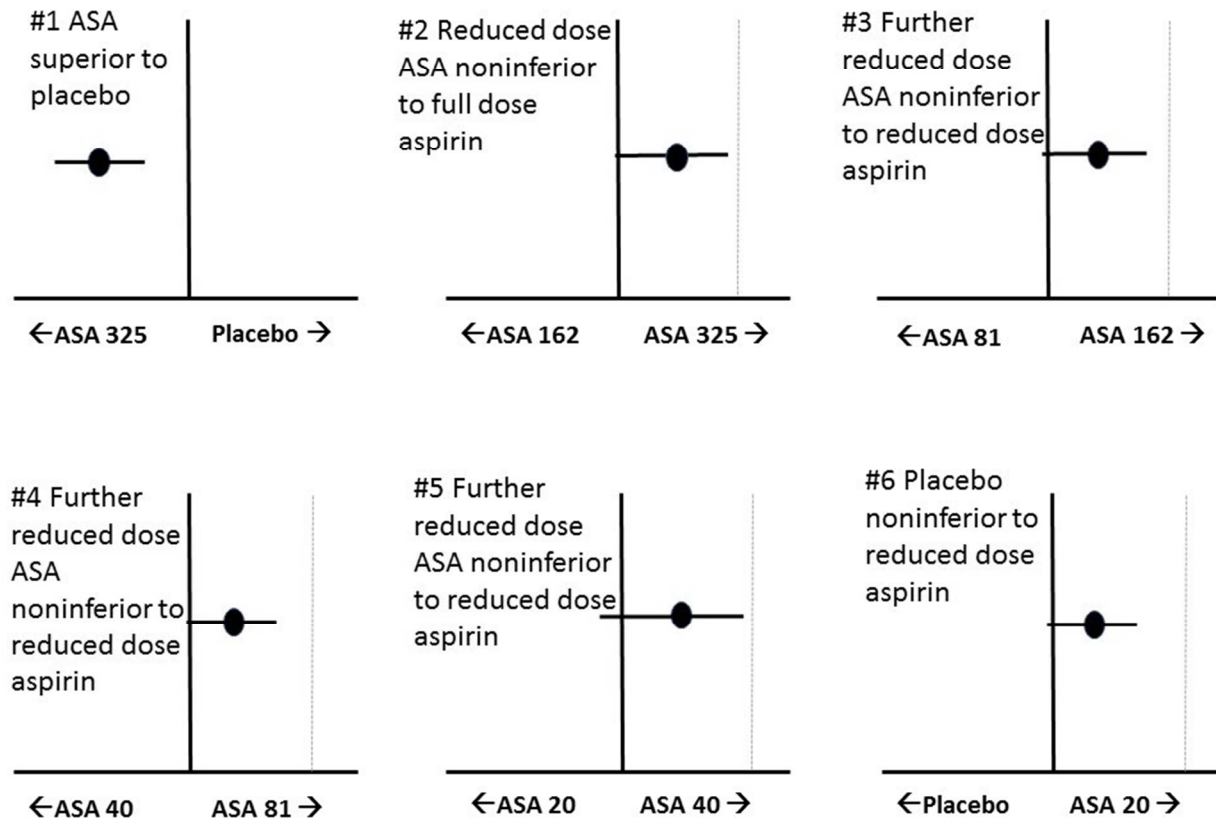 #1 ASA
superior to
placebo
←ASA 325
Placebo →
#2 Reduced dose
ASA noninferior
to full dose
aspirin
←ASA 162
ASA 325 →
#3 Further
reduced dose
ASA noninferior
to reduced dose
aspirin
←ASA 81
ASA 162 →
#4 Further
reduced dose
ASA
noninferior to
reduced dose
aspirin
←ASA 40
ASA 81 →
#5 Further
reduced dose
ASA noninferior
to reduced dose
aspirin
←ASA 20
ASA 40 →
#6 Placebo
noninferior to
reduced dose
aspirin
←Placebo
ASA 20 →